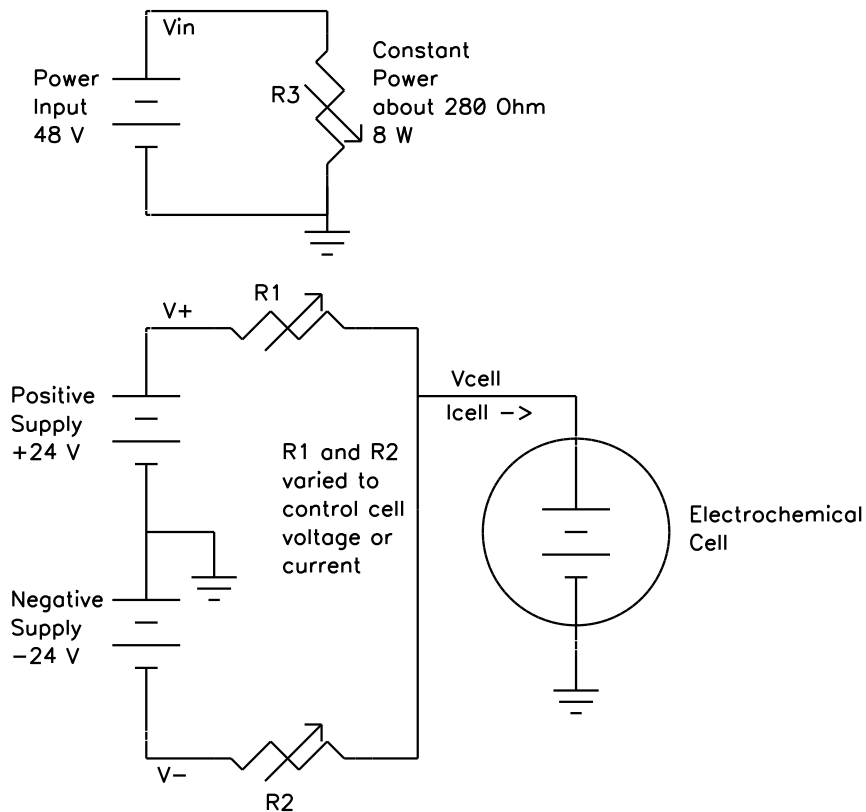 Vin
Power
Input
48 V
R3
Constant
Power
about 280 Ohm
8 W
R1
V+
Positive
Supply
+24 V
Vcell
Icell ->
R1 and R2
varied to
control cell
voltage or
current
Electrochemical
Cell
Negative
Supply
-24 V
V-
R2